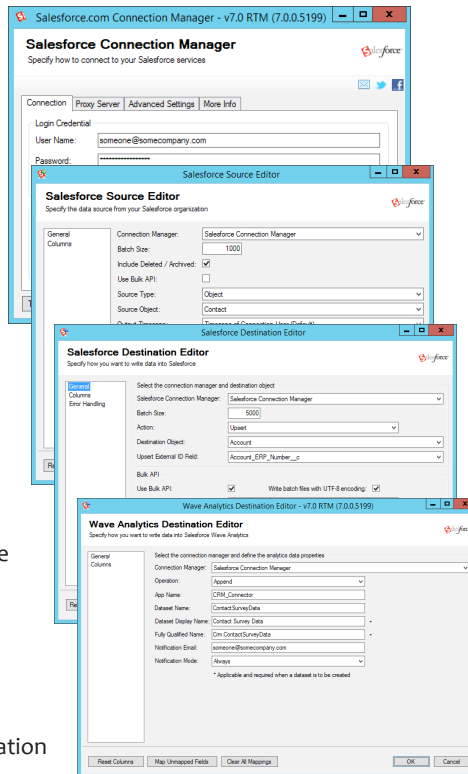 Salesforce.com Connection Manager - v7.0 RTM (7.0.0.5199)
Salesforce Connection Manager
Specify how to connect to your Salesforce services
salesforce
Connection Proxy Server Advanced Settings More Info
Login Credential
User Name: someone@somecompany.com
Password: ******************
Salesforce Source Editor
Salesforce Source Editor
Specify the data source from your Salesforce organization
salesforce
General
Columns
Connection Manager: Salesforce Connection Manager
Batch Size: 1000
Include Deleted / Archived:
Use Bulk API:
Source Type: Object
Source Object: Contact
Output Timezone: Timezone of Connection User (Default)
Salesforce Destination Editor
Salesforce Destination Editor
Specify how you want to write data into Salesforce
salesforce
General
Columns
Error Handling
Select the connection manager and destination object
Salesforce Connection Manager: Salesforce Connection Manager
Batch Size: 5000
Action: Upsert
Destination Object: Account
Upsert External ID Field: Account_ERP_Number__c
Bulk API
Use Bulk API: Write batch files with UTF-8 encoding:
Re
Wave Analytics Destination Editor - v7.0 RTM (7.0.0.5199)
Wave Analytics Destination Editor
Specify how you want to write data into Salesforce Wave Analytics
General
Columns
Select the connection manager and define the analytics data properties
Connection Manager: Salesforce Connection Manager
Operation: Append
App Name: CRM_Connector
Dataset Name: ContactSurveyData
Dataset Display Name: Contact Survey Data *
Fully Qualified Name: Crm.ContactSurveyData *
Notification Email: someone@somecompany.com
Notification Mode: Always
* Applicable and required when a dataset is to be created
Reset Columns Map Unmapped Fields Clear All Mappings OK Cancel
e
ation